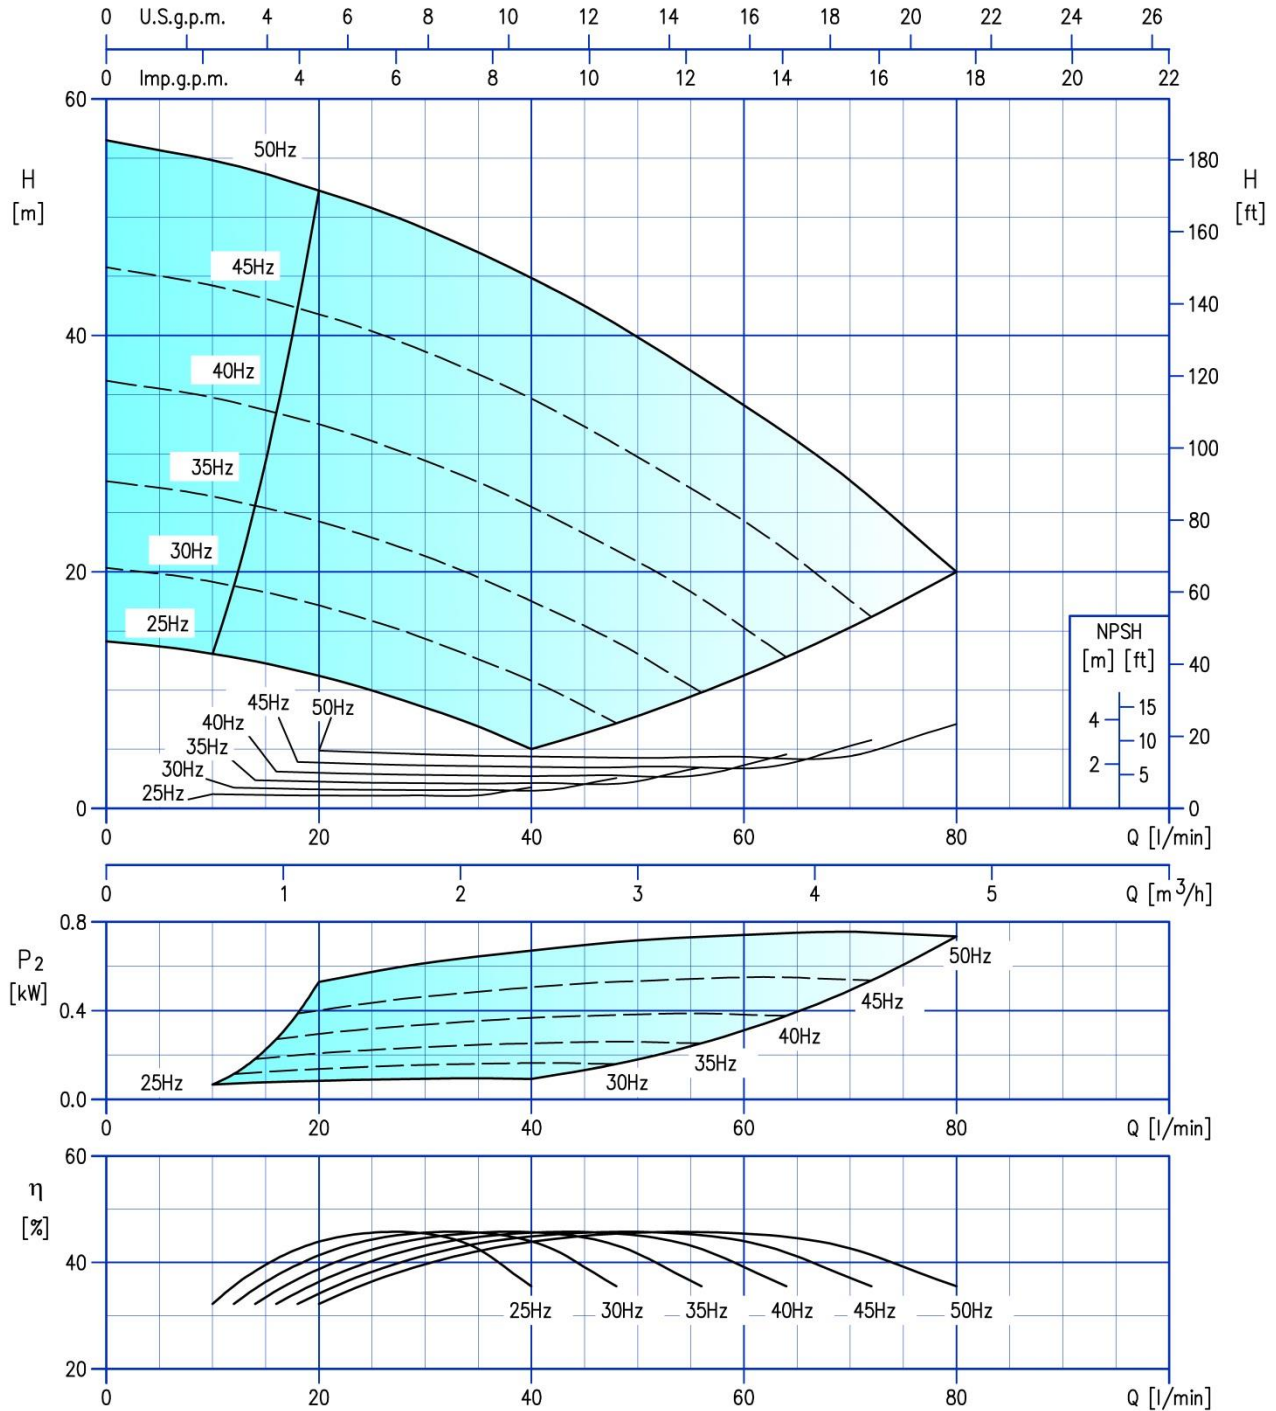 0 U.S.g.p.m. 4 6 8 10 12 14 16 18 20 22 24 26
0 Imp.g.p.m. 4 6 8 10 12 14 16 18 20 22
60
50Hz
180
H
[m]
H
[ft]
160
45Hz
140
40
40Hz
120
100
35Hz
80
30Hz
20
60
25Hz
NPSH
[m] [ft]
40
45Hz 50Hz
40Hz
4 15
35Hz
20
10
30Hz
2 5
25Hz
0
0
0 20 40 60 80 Q [l/min]
0 1 2 3 4 5 Q [m³/h]
0.8
P2
[kW]
50Hz
45Hz
0.4
40Hz
35Hz
25Hz
30Hz
0.0
0 20 40 60 80 Q [l/min]
60
η
[%]
40
25Hz 30Hz 35Hz 40Hz 45Hz 50Hz
20
0 20 40 60 80 Q [l/min]